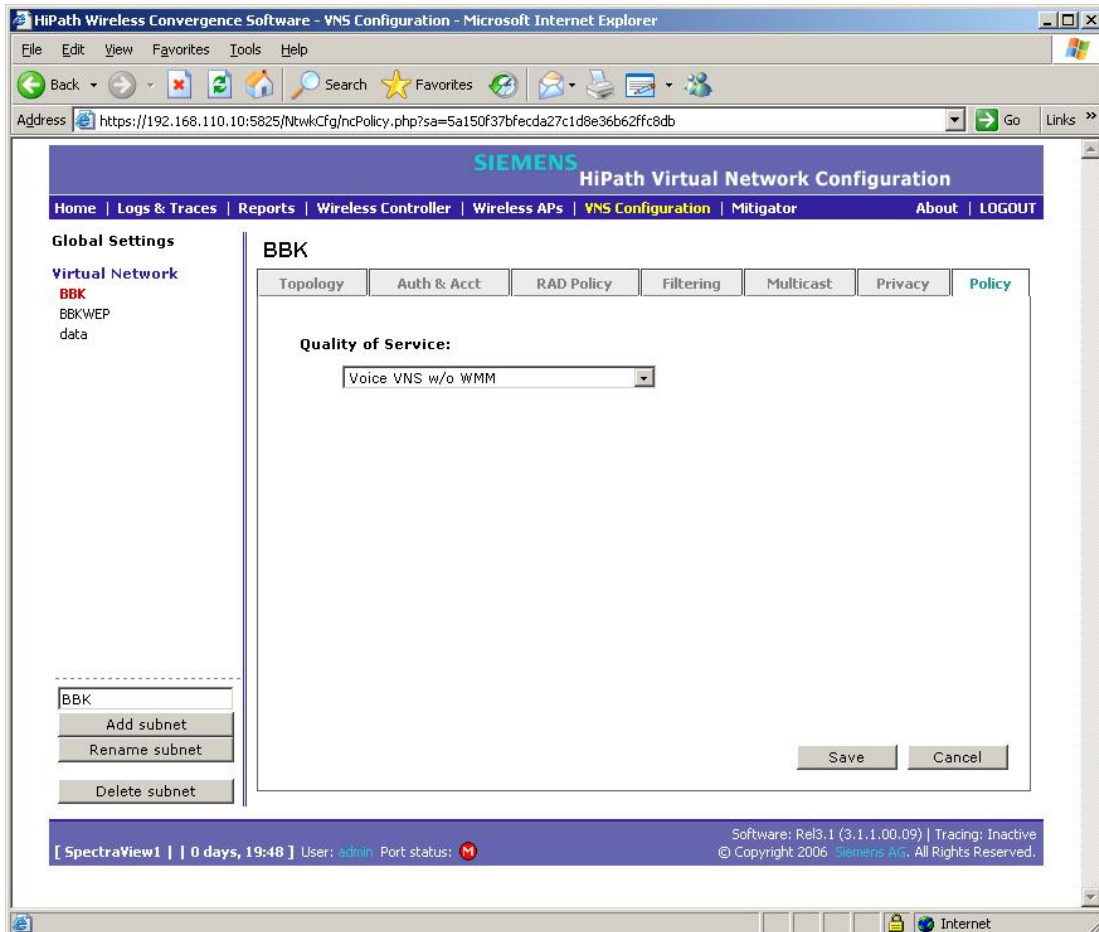 HiPath Wireless Convergence Software - VNS Configuration - Microsoft Internet Explorer
File Edit View Favorites Tools Help
Back Search Favorites
Address https://192.168.110.10:5825/NtwkCfg/ncPolicy.php?sa=5a150f37bfecda27c1d8e36b62ffc8db Go Links »
SIEMENS
HiPath Virtual Network Configuration
Home | Logs & Traces | Reports | Wireless Controller | Wireless APs | VNS Configuration | Mitigator About | LOGOUT
Global Settings
Virtual Network
BBK
BBKWEP
data
BBK
Topology Auth & Acct RAD Policy Filtering Multicast Privacy Policy
Quality of Service:
Voice VNS w/o WMM
BBK
Add subnet
Rename subnet
Delete subnet
Save Cancel
[ SpectraView1 | | 0 days, 19:48 ] User: admin Port status: M
Software: Rel3.1 (3.1.1.00.09) | Tracing: Inactive
© Copyright 2006 Siemens AG. All Rights Reserved.
Internet